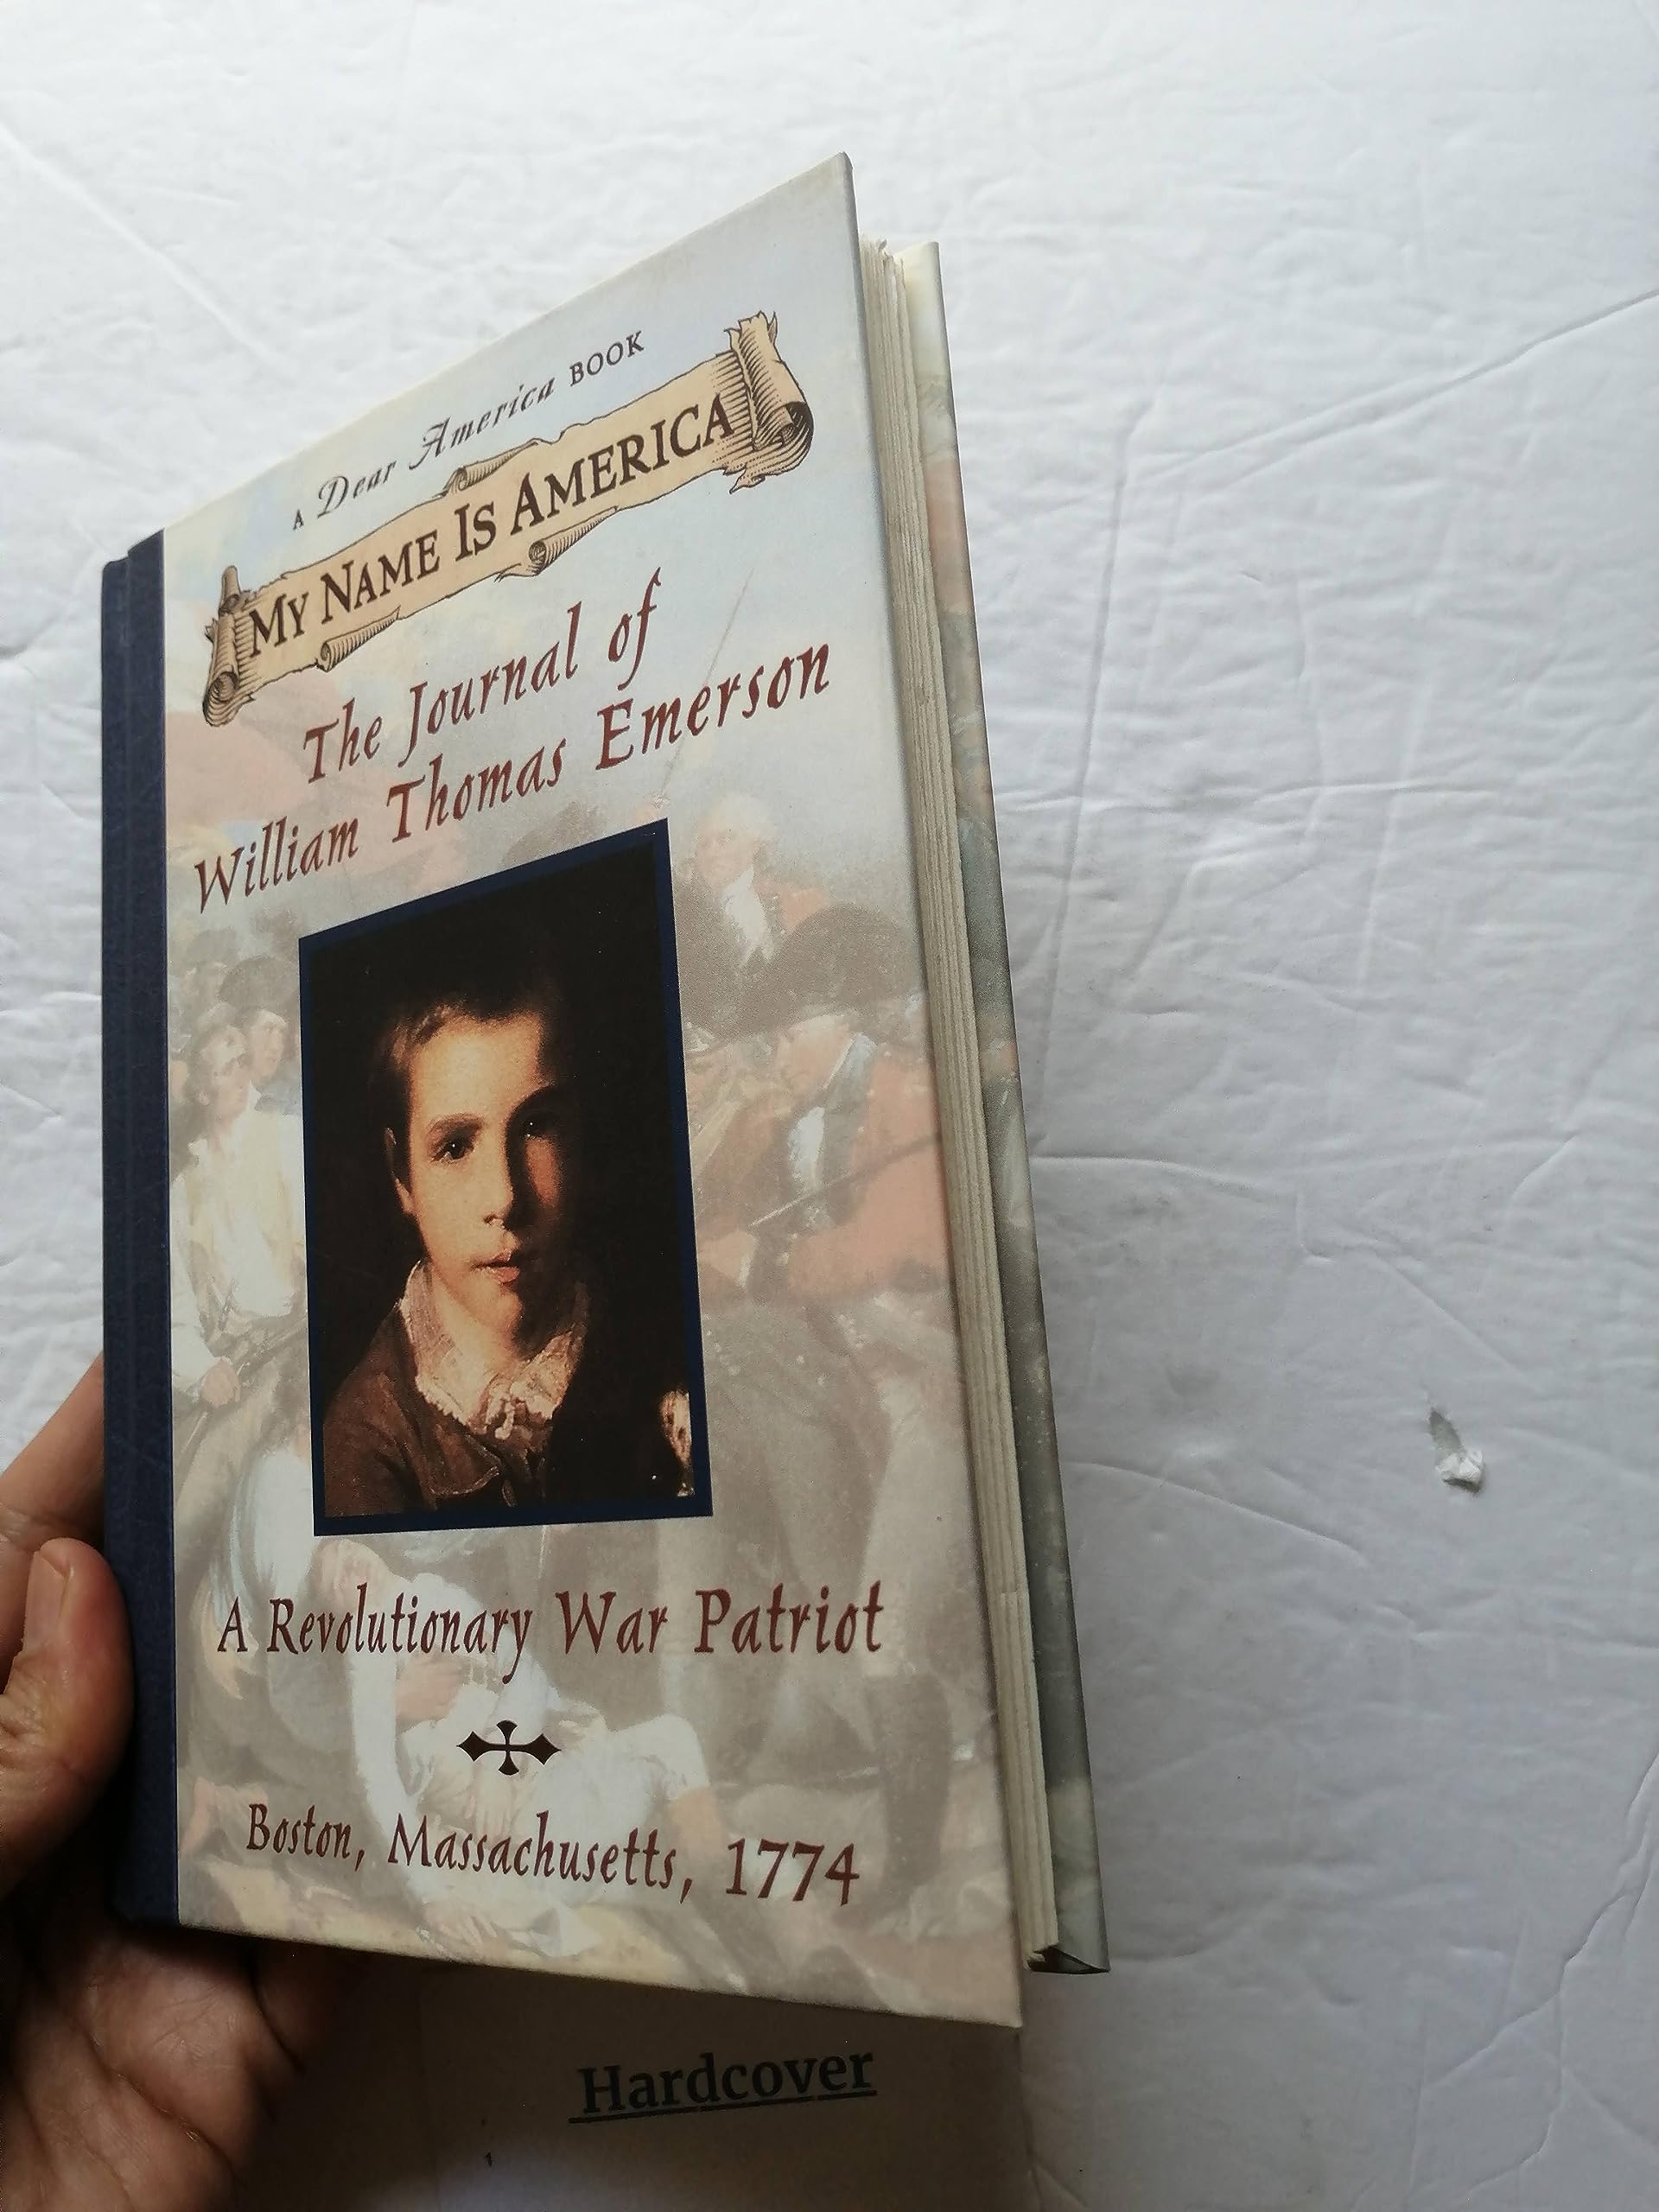 A Dear America BOOK
MY NAME IS AMERICA
The Journal of
William Thomas Emerson
A Revolutionary War Patriot
Boston, Massachusetts, 1774
Hardcover